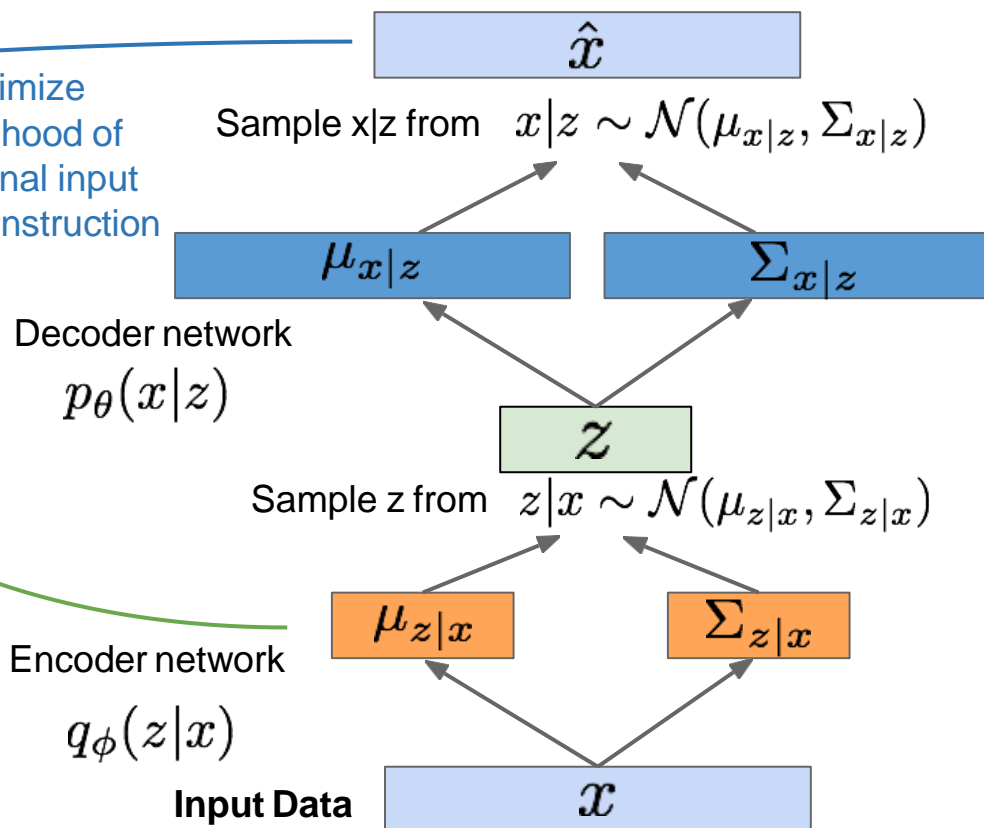 x̂
Sample x|z from x|z ∼ 𝒩(μ_{x|z}, Σ_{x|z})
imize
hood of
nal input
nstruction
μ_{x|z} Σ_{x|z}
Decoder network
p_θ(x|z)
z
Sample z from z|x ∼ 𝒩(μ_{z|x}, Σ_{z|x})
μ_{z|x} Σ_{z|x}
Encoder network
q_ϕ(z|x)
Input Data x